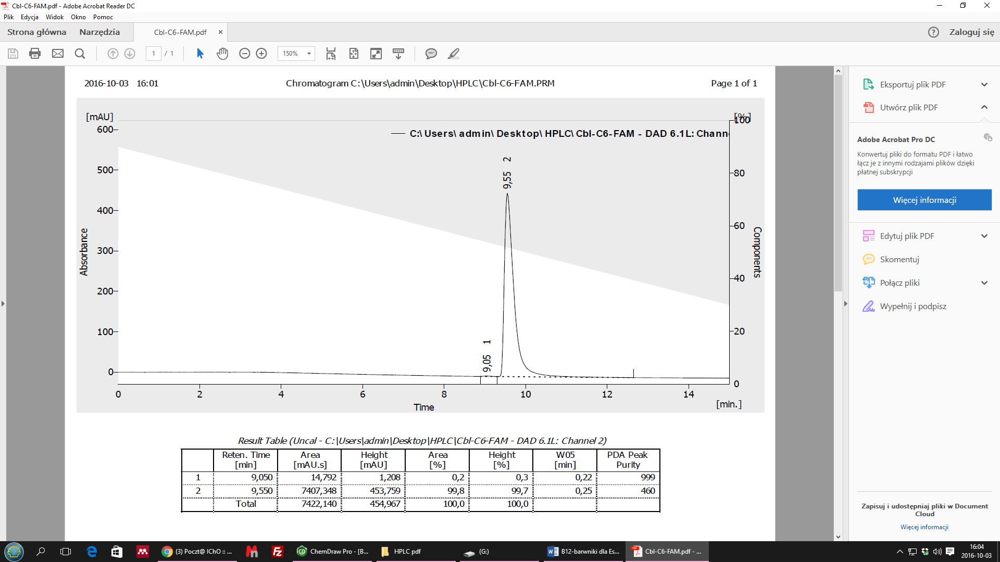 Cbl-C6-FAM.pdf - Adobe Acrobat Reader DC
Plik Edycja Widok Okno Pomoc
Strona główna Narzędzia Cbl-C6-FAM.pdf × ? Zaloguj się
1 / 1 150%
2016-10-03 16:01 Chromatogram C:\Users\admin\Desktop\HPLC\Cbl-C6-FAM.PRM Page 1 of 1
[mAU] [%]
100
600
C:\ Users\ admin\ Desktop\ HPLC\ Cbl-C6-FAM - DAD 6.1L: Chann
500
80
400
60
300
40
200
20
100
0
0
Absorbance
Components
9,05 1
9,55 2
0 2 4 6 8 10 12 14
Time
[min.]
Result Table (Uncal - C:\Users\admin\Desktop\HPLC\Cbl-C6-FAM - DAD 6.1L: Channel 2)
Reten. Time [min] Area [mAU.s] Height [mAU] Area [%] Height [%] W05 [min] PDA Peak Purity
1 9,050 14,792 1,208 0,2 0,3 0,22 999
2 9,550 7407,348 453,759 99,8 99,7 0,25 460
Total 7422,140 454,967 100,0 100,0
Eksportuj plik PDF
Utwórz plik PDF
Adobe Acrobat Pro DC
Konwertuj pliki do formatu PDF i łatwo
łącz je z innymi rodzajami plików dzięki
płatnej subskrypcji
Więcej informacji
Edytuj plik PDF
Skomentuj
Połącz pliki
Wypełnij i podpisz
Zapisuj i udostępniaj pliki w Document
Cloud
Więcej informacji
(3) Poczt@ IChO :: ... ChemDraw Pro - [B... HPLC pdf (G:) B12-barwniki dla Es... Cbl-C6-FAM.pdf - ...
16:04
2016-10-03